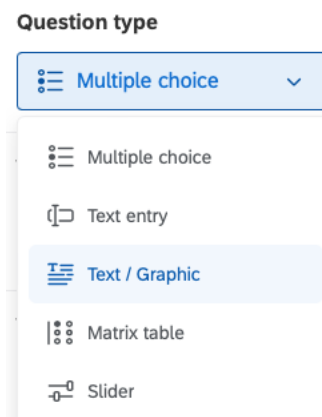 Question type
Multiple choice
Multiple choice
Text entry
Text / Graphic
Matrix table
Slider